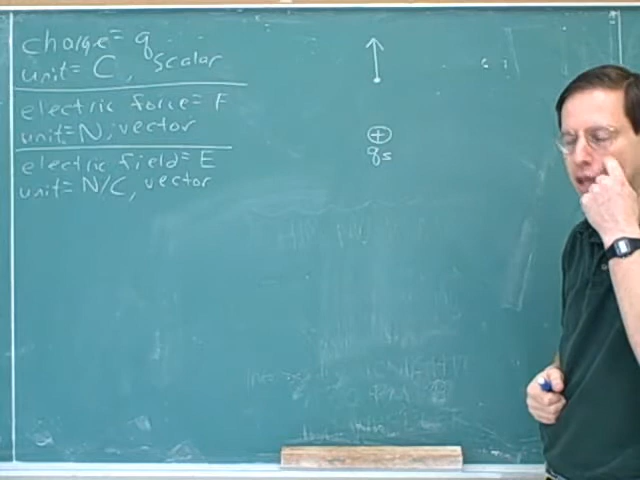 charge = q
unit = C, scalar
electric force = F
unit = N, vector
electric field = E
unit = N/C, vector
+
qs